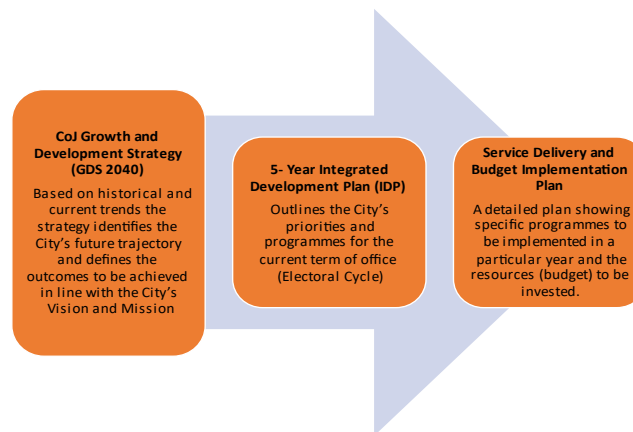 CoJ Growth and
Development Strategy
(GDS 2040)
Based on historical and
current trends the
strategy identifies the
City's future trajectory
and defines the
outcomes to be achieved
in line with the City's
Vision and Mission
5- Year Integrated
Development Plan (IDP)
Outlines the City's
priorities and
programmes for the
current term of office
(Electoral Cycle)
Service Delivery and
Budget Implementation
Plan
A detailed plan showing
specific programmes to
be implemented in a
particular year and the
resources (budget) to be
invested.